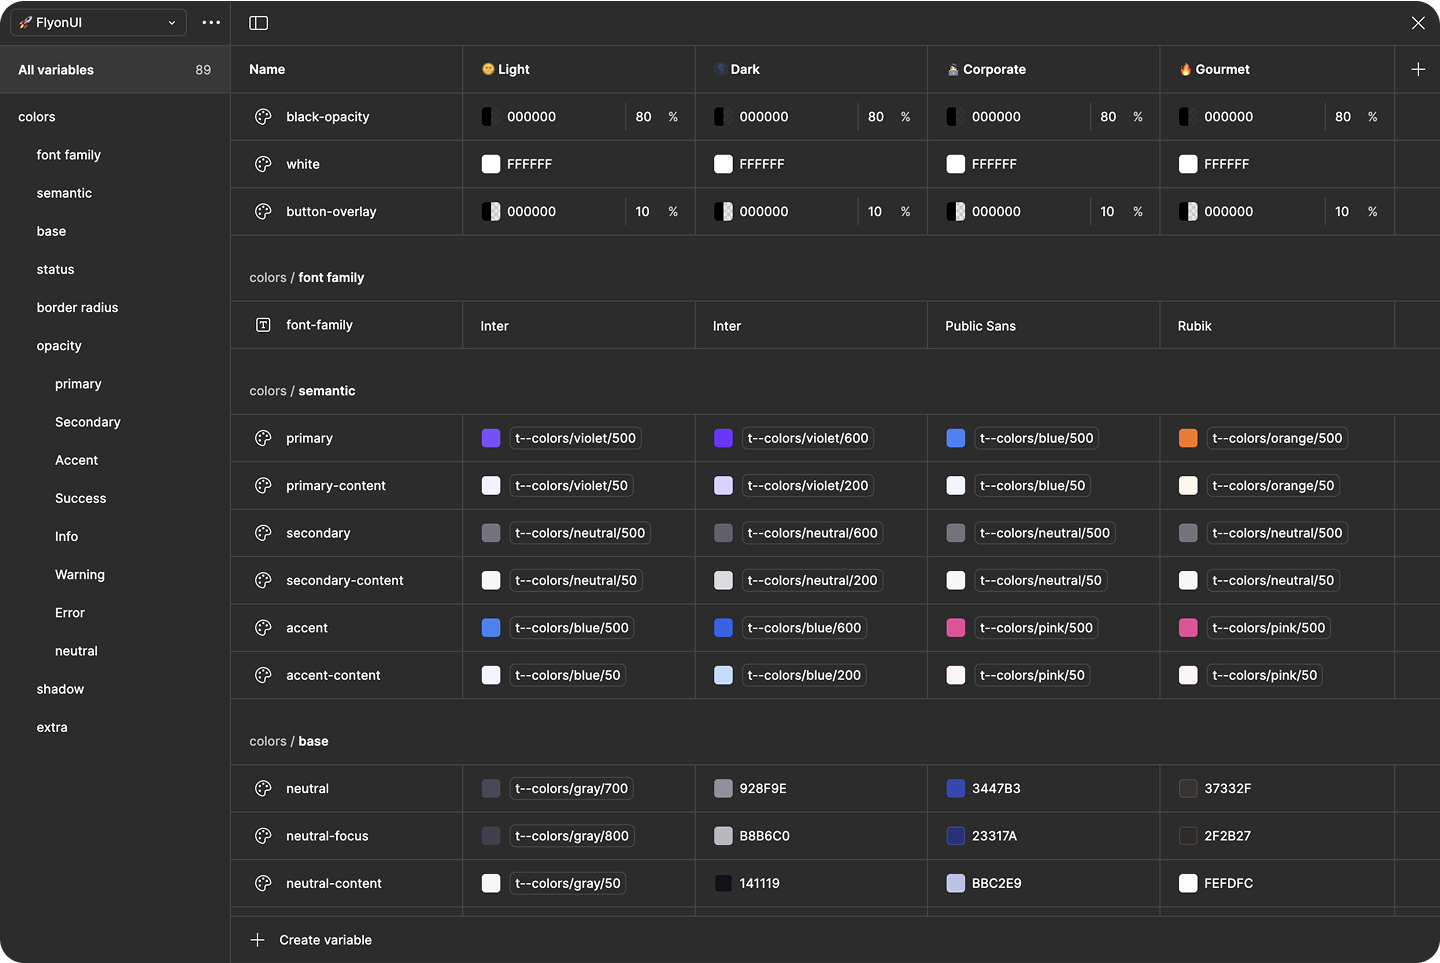 FlyonUI
All variables 89
Name Light Dark Corporate Gourmet
colors
font family
semantic
base
status
border radius
opacity
primary
Secondary
Accent
Success
Info
Warning
Error
neutral
shadow
extra
black-opacity 000000 80 % 000000 80 % 000000 80 % 000000 80 %
white FFFFFF FFFFFF FFFFFF FFFFFF
button-overlay 000000 10 % 000000 10 % 000000 10 % 000000 10 %
colors / font family
font-family Inter Inter Public Sans Rubik
colors / semantic
primary t--colors/violet/500 t--colors/violet/600 t--colors/blue/500 t--colors/orange/500
primary-content t--colors/violet/50 t--colors/violet/200 t--colors/blue/50 t--colors/orange/50
secondary t--colors/neutral/500 t--colors/neutral/600 t--colors/neutral/500 t--colors/neutral/500
secondary-content t--colors/neutral/50 t--colors/neutral/200 t--colors/neutral/50 t--colors/neutral/50
accent t--colors/blue/500 t--colors/blue/600 t--colors/pink/500 t--colors/pink/500
accent-content t--colors/blue/50 t--colors/blue/200 t--colors/pink/50 t--colors/pink/50
colors / base
neutral t--colors/gray/700 928F9E 3447B3 37332F
neutral-focus t--colors/gray/800 B8B6C0 23317A 2F2B27
neutral-content t--colors/gray/50 141119 BBC2E9 FEFDFC
Create variable